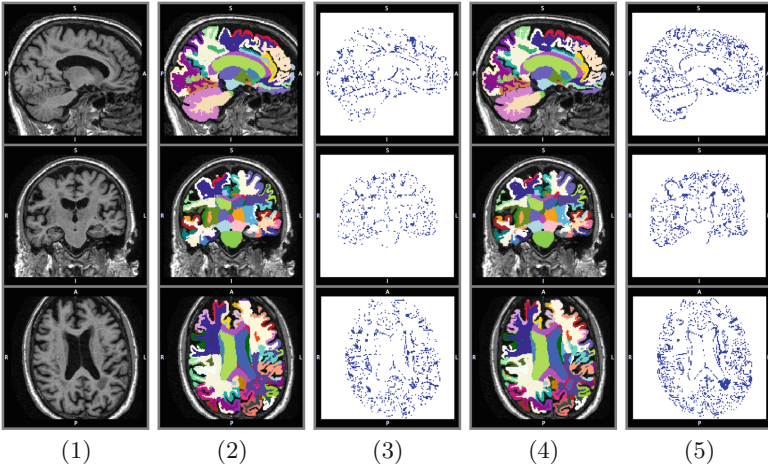 S S S S S
P A P A P A P A P A
I I I I I
S S S S S
R L R L R L R L R L
I I I I I
A A A A A
R L R L R L R L R L
P P P P P
(1) (2) (3) (4) (5)